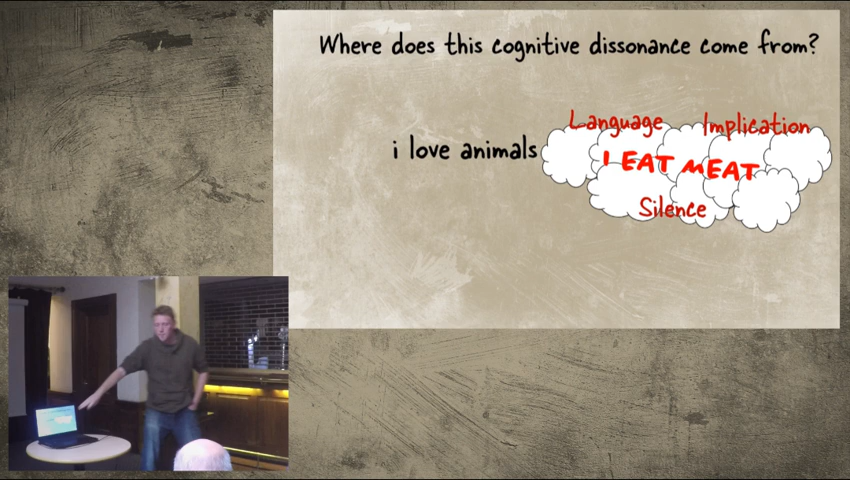 Where does this cognitive dissonance come from?
Language Implication
i love animals
I EAT MEAT
Silence